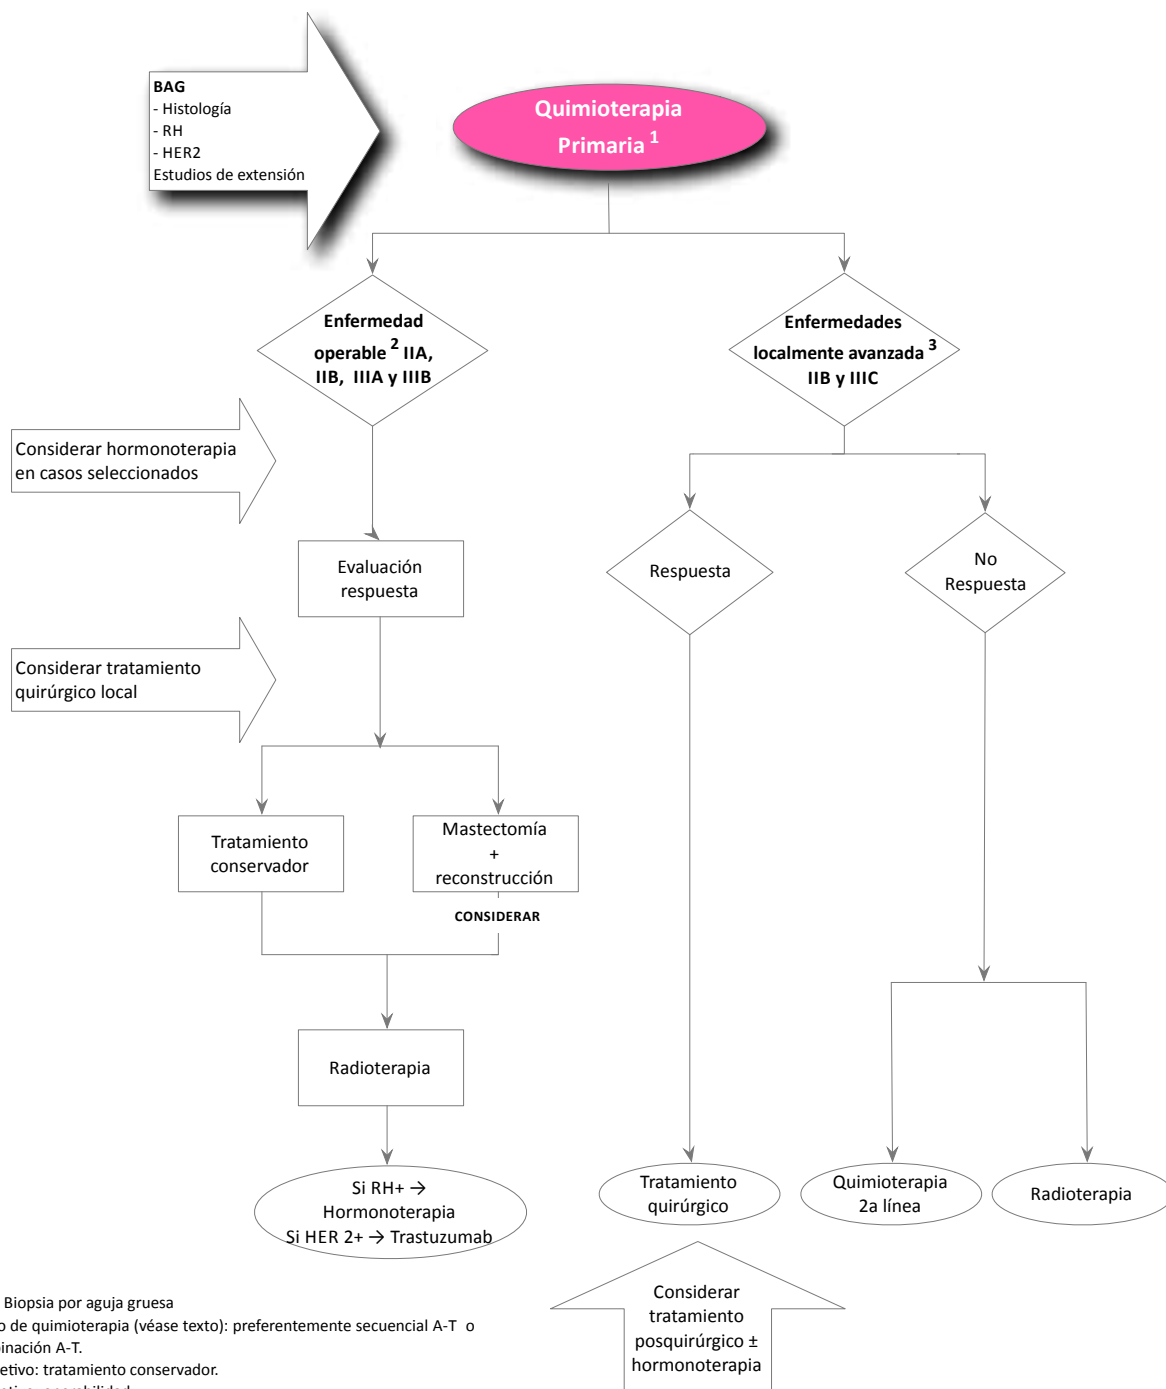 BAG
- Histología
- RH
- HER2
Estudios de extensión
Quimioterapia
Primaria 1
Enfermedad
operable 2 IIA,
IIB, IIIA y IIIB
Enfermedades
localmente avanzada 3
IIB y IIIC
Considerar hormonoterapia
en casos seleccionados
Evaluación
respuesta
Respuesta
No
Respuesta
Considerar tratamiento
quirúrgico local
Tratamiento
conservador
Mastectomía
+
reconstrucción
CONSIDERAR
Radioterapia
Si RH+ →
Hormonoterapia
Si HER 2+ → Trastuzumab
Tratamiento
quirúrgico
Quimioterapia
2a línea
Radioterapia
Considerar
tratamiento
posquirúrgico ±
hormonoterapia
Biopsia por aguja gruesa
o de quimioterapia (véase texto): preferentemente secuencial A-T o
binación A-T.
etivo: tratamiento conservador.